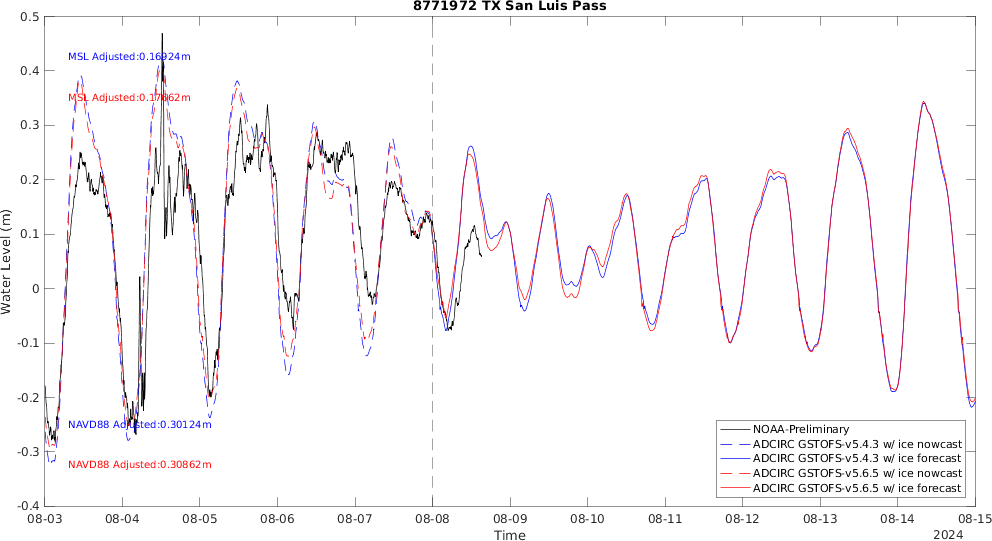 8771972 TX San Luis Pass
0.5
0.4
0.3
0.2
0.1
0
-0.1
-0.2
-0.3
-0.4
Water Level (m)
MSL Adjusted:0.16924m
MSL Adjusted:0.17662m
NAVD88 Adjusted:0.30124m
NAVD88 Adjusted:0.30862m
NOAA-Preliminary
ADCIRC GSTOFS-v5.4.3 w/ ice nowcast
ADCIRC GSTOFS-v5.4.3 w/ ice forecast
ADCIRC GSTOFS-v5.6.5 w/ ice nowcast
ADCIRC GSTOFS-v5.6.5 w/ ice forecast
08-03 08-04 08-05 08-06 08-07 08-08 08-09 08-10 08-11 08-12 08-13 08-14 08-15
Time
2024